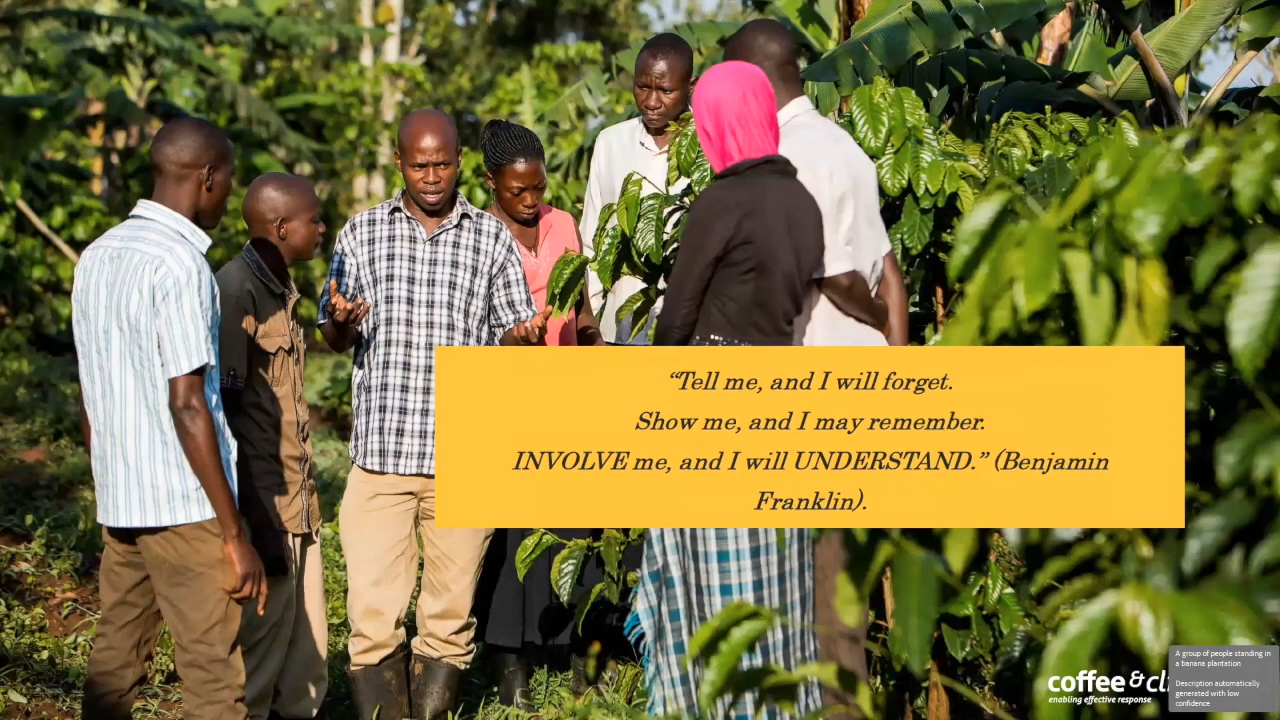 “Tell me, and I will forget.
Show me, and I may remember.
INVOLVE me, and I will UNDERSTAND.” (Benjamin
Franklin).
coffee & cl
enabling effective response
A group of people standing in
a banana plantation
Description automatically
generated with low
confidence